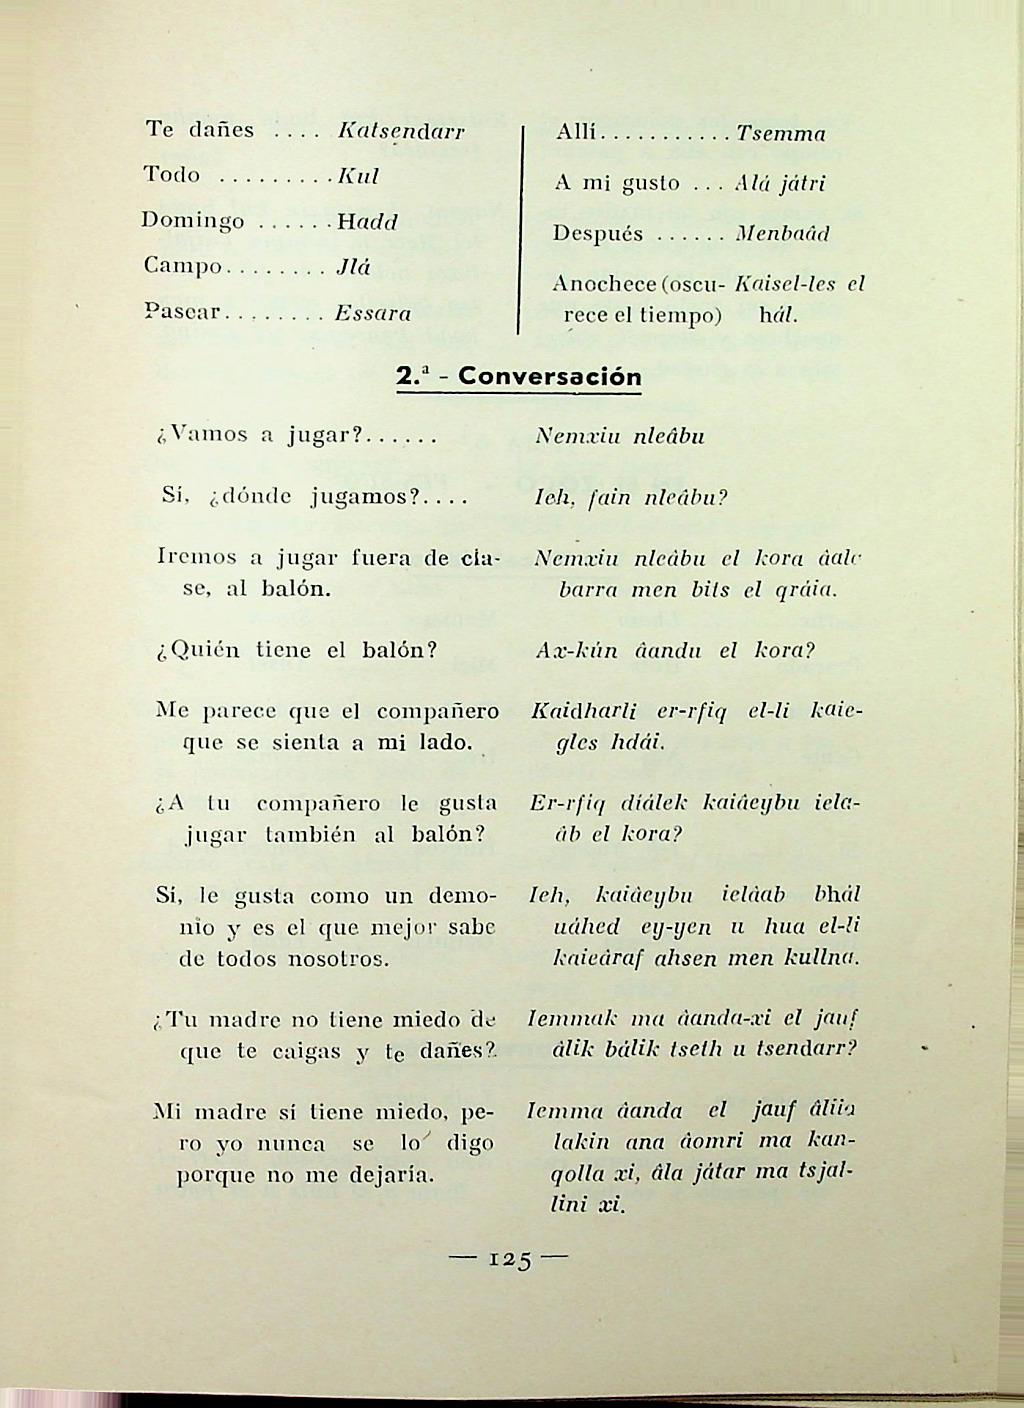 Te dañes .... Katsendarr
Todo ......... Kul
Domingo ...... Hadd
Campo ........ Jlá
Pasear ........ Essara
Allí ........... Tsemma
A mi gusto ... Alá játri
Después ...... Menbaâd
Anochece (oscu- Kaisel-les el
rece el tiempo) hál.
2.ª - Conversación
¿Vamos a jugar?...... Nemxiu nleâbu
Sí, ¿dónde jugamos?.... Ieh, fain nleâbu?
Iremos a jugar fuera de cla- Nemxiu nleâbu el kora âale
se, al balón. barra men bits el qráia.
¿Quién tiene el balón? Ax-kún âandu el kora?
Me parece que el compañero Kaidharli er-rfiq el-li kaie-
que se sienta a mi lado. gles hdái.
¿A tu compañero le gusta Er-rfiq díálek kaiâeybu iela-
jugar también al balón? âb el kora?
Sí, le gusta como un demo- Ieh, kaiâeybu ielâab bhál
nio y es el que mejor sabe uáhed ey-yen u hua el-li
de todos nosotros. kaieâraf ahsen men kullna.
¿Tu madre no tiene miedo de Iemmak ma âanda-xi el jauf
que te caigas y te dañes? âlik bálik tseth u tsendarr?
Mi madre sí tiene miedo, pe- Iemma âanda el jauf âliia
ro yo nunca se lo digo lakin ana âomri ma kan-
porque no me dejaría. qolla xi, âla játar ma tsjal-
lini xi.
— 125 —